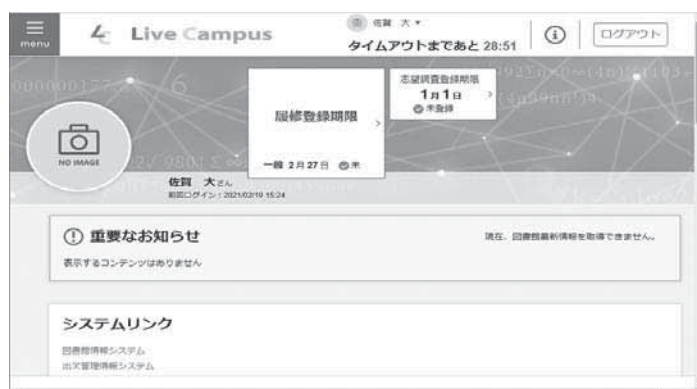 menu
Live Campus
佐賀 大
タイムアウトまであと 28:51
ログアウト
履修登録期限
一般 2月27日 未
志望調査登録期限
1月1日
未登録
NO IMAGE
佐賀 大さん
前回ログイン:2021/02/19 15:24
重要なお知らせ
現在、図書館最新情報を取得できません。
表示するコンテンツはありません
システムリンク
図書館情報システム
出欠管理情報システム